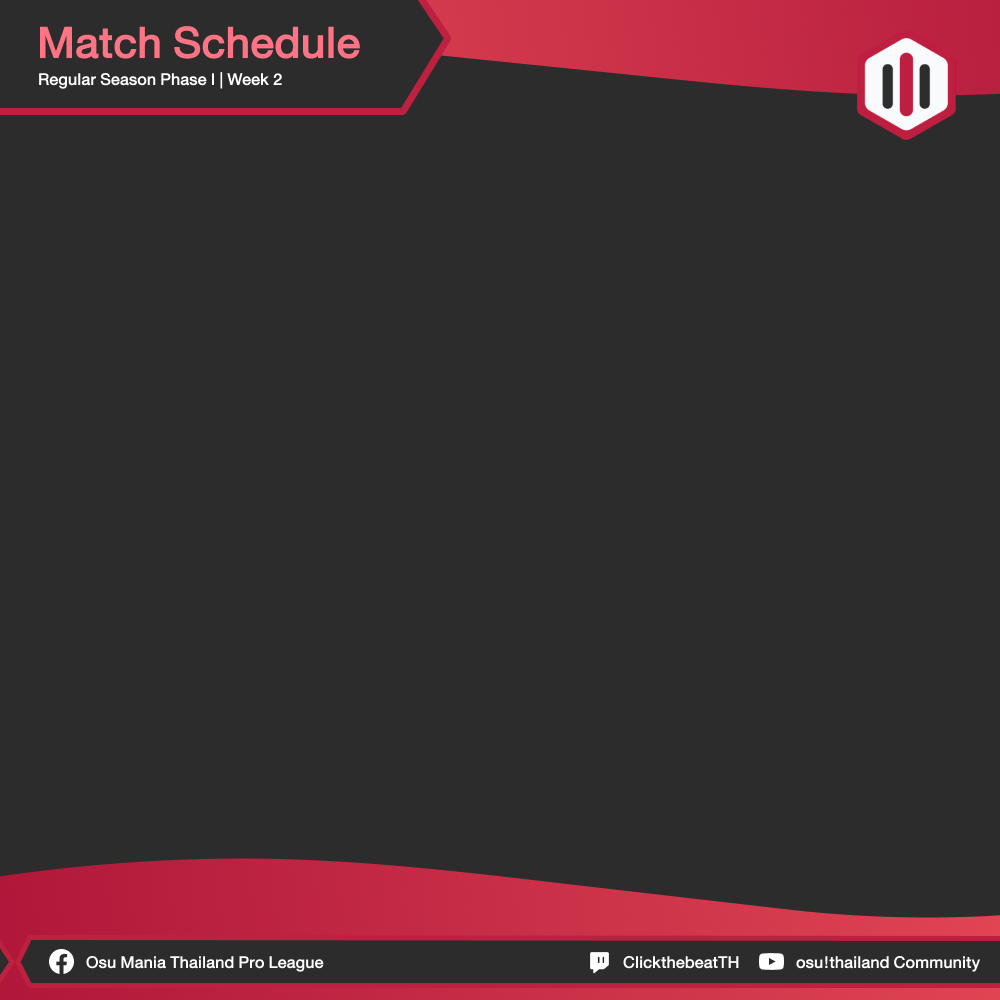 Match Schedule
Regular Season Phase I | Week 2
Osu Mania Thailand Pro League
ClickthebeatTH
osu!thailand Community